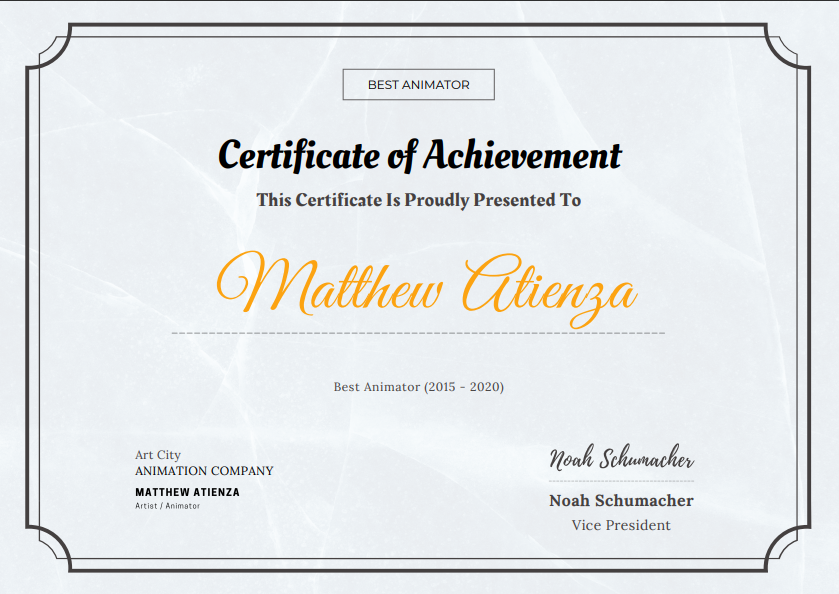 BEST ANIMATOR
Certificate of Achievement
This Certificate Is Proudly Presented To
Matthew Atienza
Best Animator (2015 - 2020)
Art City
ANIMATION COMPANY
MATTHEW ATIENZA
Artist / Animator
Noah Schumacher
Noah Schumacher
Vice President